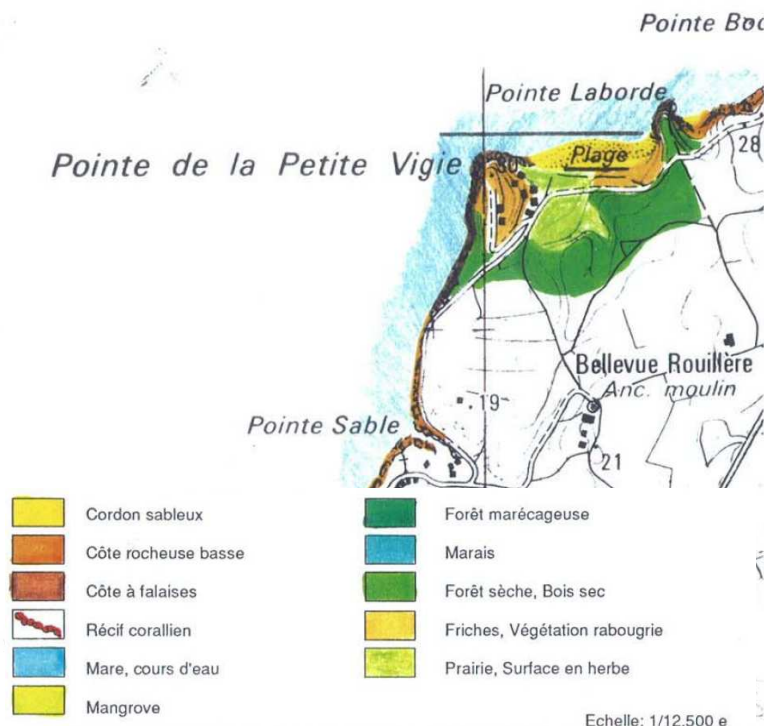 Pointe Boc
Pointe Laborde
28
Pointe de la Petite Vigie
30
Plage
Bellevue Rouillère
Anc. moulin
19
Pointe Sable
21
Cordon sableux
Côte rocheuse basse
Côte à falaises
Récif corallien
Mare, cours d'eau
Mangrove
Forêt marécageuse
Marais
Forêt sèche, Bois sec
Friches, Végétation rabougrie
Prairie, Surface en herbe
Echelle: 1/12.500 e